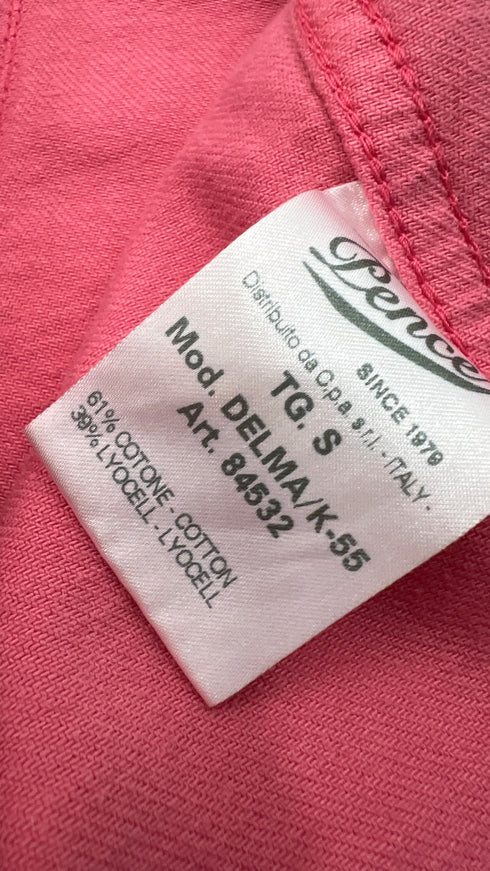 Pence
SINCE 1979
Distribuito da C.p.a. s.r.l. - ITALY -
TG. S
Mod. DELMA/K-55
Art. 84532
61% COTONE - COTTON
39% LYOCELL - LYOCELL